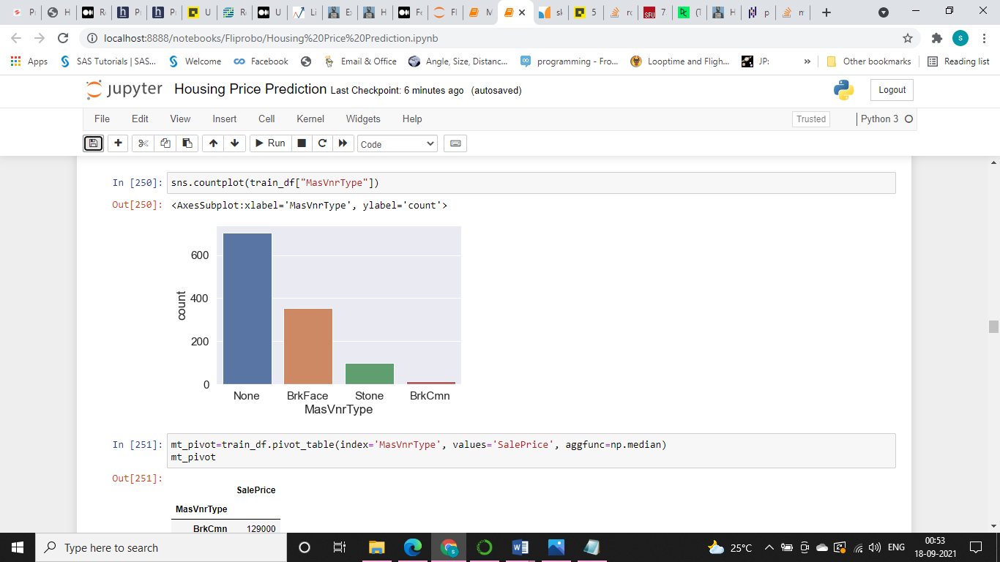 localhost:8888/notebooks/Fliprobo/Housing%20Price%20Prediction.ipynb
Apps SAS Tutorials | SAS... Welcome Facebook Email & Office Angle, Size, Distanc... programming - Fro... Looptime and Fligh... JP: » Other bookmarks Reading list
jupyter Housing Price Prediction Last Checkpoint: 6 minutes ago (autosaved) Logout
File Edit View Insert Cell Kernel Widgets Help Trusted Python 3
Run Code
In [250]: sns.countplot(train_df["MasVnrType"])
Out[250]: <AxesSubplot:xlabel='MasVnrType', ylabel='count'>
600
400
200
0
count
None BrkFace Stone BrkCmn
MasVnrType
In [251]: mt_pivot=train_df.pivot_table(index='MasVnrType', values='SalePrice', aggfunc=np.median)
mt_pivot
Out[251]:
SalePrice
MasVnrType
BrkCmn 129000
Type here to search 25°C ENG 00:53
18-09-2021